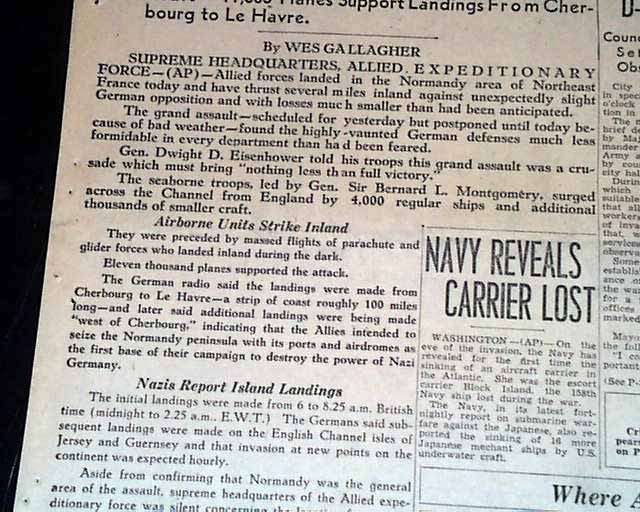 Planes Support Landings From Cher-
bourg to Le Havre.
By WES GALLAGHER
SUPREME HEADQUARTERS, ALLIED EXPEDITIONARY
FORCE—(AP)—Allied forces landed in the Normandy area of Northeast
France today and have thrust several miles inland against unexpectedly slight
German opposition and with losses much smaller than had been anticipated.
The grand assault—scheduled for yesterday but postponed until today be-
cause of bad weather—found the highly-vaunted German defenses much less
formidable in every department than had been feared.
Gen. Dwight D. Eisenhower told his troops this grand assault was a cru-
sade which must bring "nothing less than full victory."
The seaborne troops, led by Gen. Sir Bernard L. Montgomery, surged
across the Channel from England by 4,000 regular ships and additional
thousands of smaller craft.
Airborne Units Strike Inland
They were preceded by massed flights of parachute and
glider forces who landed inland during the dark.
Eleven thousand planes supported the attack.
The German radio said the landings were made from
Cherbourg to Le Havre—a strip of coast roughly 100 miles
long—and later said additional landings were being made
"west of Cherbourg," indicating that the Allies intended to
seize the Normandy peninsula with its ports and airdromes as
the first base of their campaign to destroy the power of Nazi
Germany.
Nazis Report Island Landings
The initial landings were made from 6 to 8.25 a.m. British
time (midnight to 2.25 a.m., E.W.T.) The Germans said sub-
sequent landings were made on the English Channel isles of
Jersey and Guernsey and that invasion at new points on the
continent was expected hourly.
Aside from confirming that Normandy was the general
area of the assault, supreme headquarters of the Allied expe-
ditionary force was silent concerning the
NAVY REVEALS
CARRIER LOST
WASHINGTON—(AP)—On the
eve of the invasion, the Navy has
revealed for the first time the
sinking of an aircraft carrier in
the Atlantic. She was the escort
carrier Block Island, the 158th
Navy ship lost during the war.
The Navy, in its latest fort-
nightly report on submarine war-
fare against the Japanese, also re-
ported the sinking of 16 more
Japanese mechant ships by U.S.
underwater craft.
Where